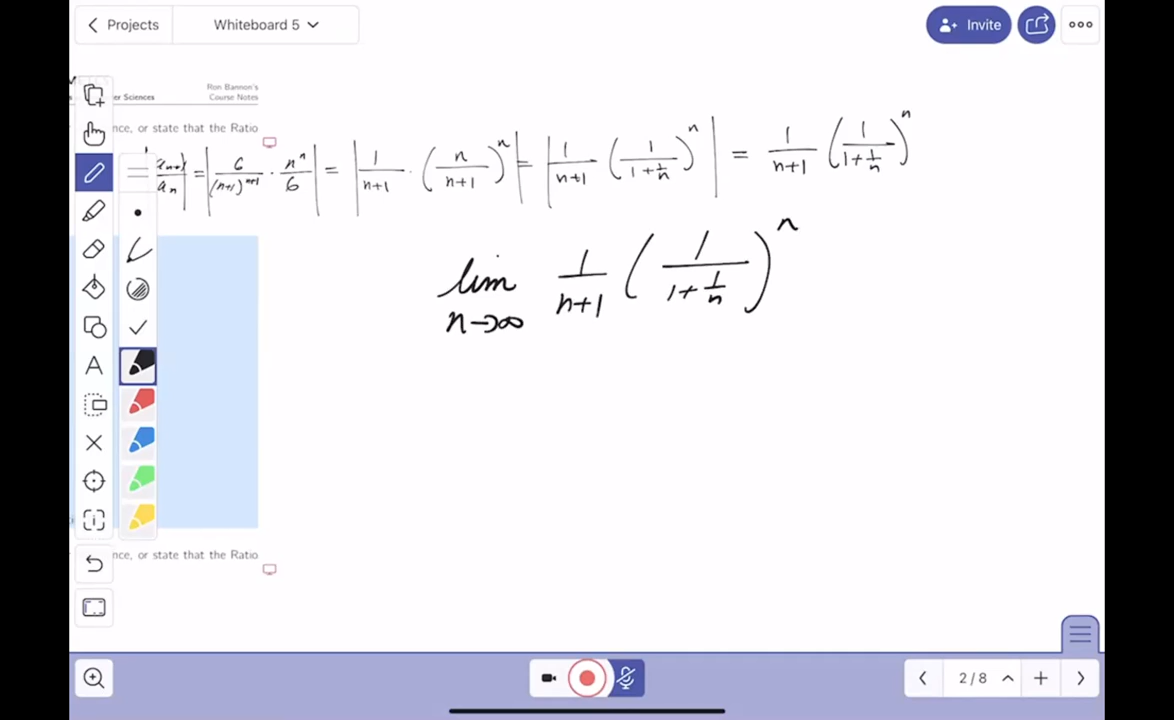 Projects
Whiteboard 5
Invite
er Sciences
Ron Bannon's
Course Notes
nce, or state that the Ratio
|a_{n+1}/a_n| = |6/(n+1)^{n+1} · n^n/6| = |1/(n+1) · (n/(n+1))^n| = |1/(n+1) (1/(1+1/n))^n| = 1/(n+1) (1/(1+1/n))^n
lim n→∞ 1/(n+1) (1/(1+1/n))^n
A
nce, or state that the Ratio
2/8